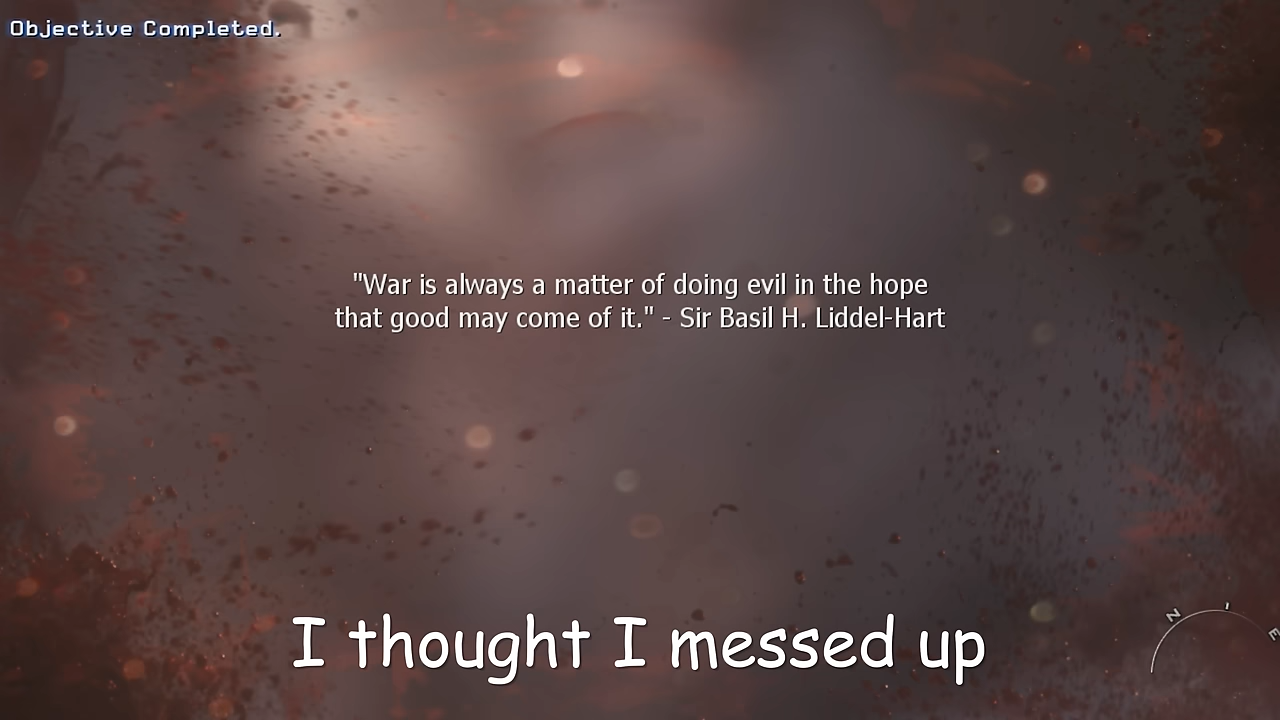 Objective Completed.
"War is always a matter of doing evil in the hope
that good may come of it." - Sir Basil H. Liddel-Hart
I thought I messed up
N
E